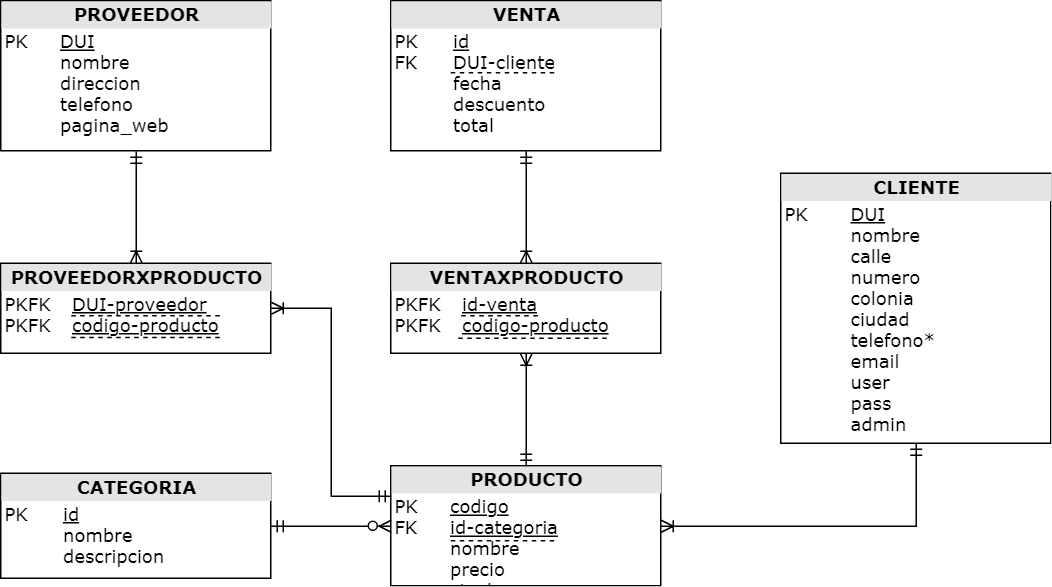 PROVEEDOR
PK DUI
nombre
direccion
telefono
pagina_web
VENTA
PK id
FK DUI-cliente
fecha
descuento
total
CLIENTE
PK DUI
nombre
calle
numero
colonia
ciudad
telefono*
email
user
pass
admin
PROVEEDORXPRODUCTO
PKFK DUI-proveedor
PKFK codigo-producto
VENTAXPRODUCTO
PKFK id-venta
PKFK codigo-producto
CATEGORIA
PK id
nombre
descripcion
PRODUCTO
PK codigo
FK id-categoria
nombre
precio